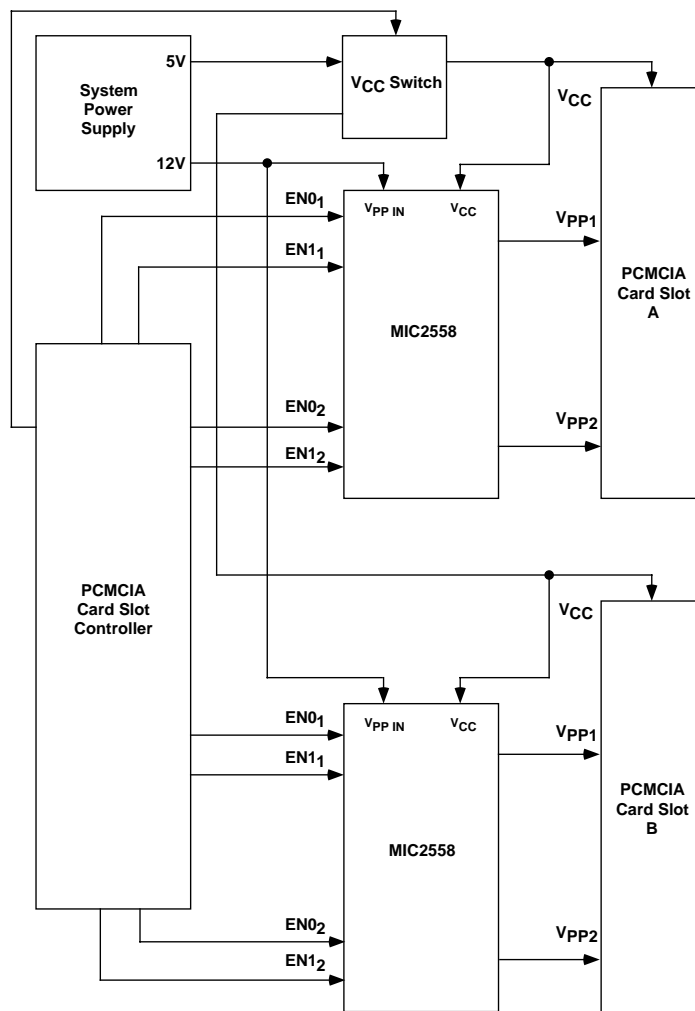 5V
System
Power
Supply
12V
VCC Switch
VCC
EN01
EN11
VPP IN
VCC
VPP1
PCMCIA
Card Slot
A
MIC2558
EN02
EN12
VPP2
PCMCIA
Card Slot
Controller
VCC
EN01
EN11
VPP IN
VCC
VPP1
PCMCIA
Card Slot
B
MIC2558
EN02
EN12
VPP2